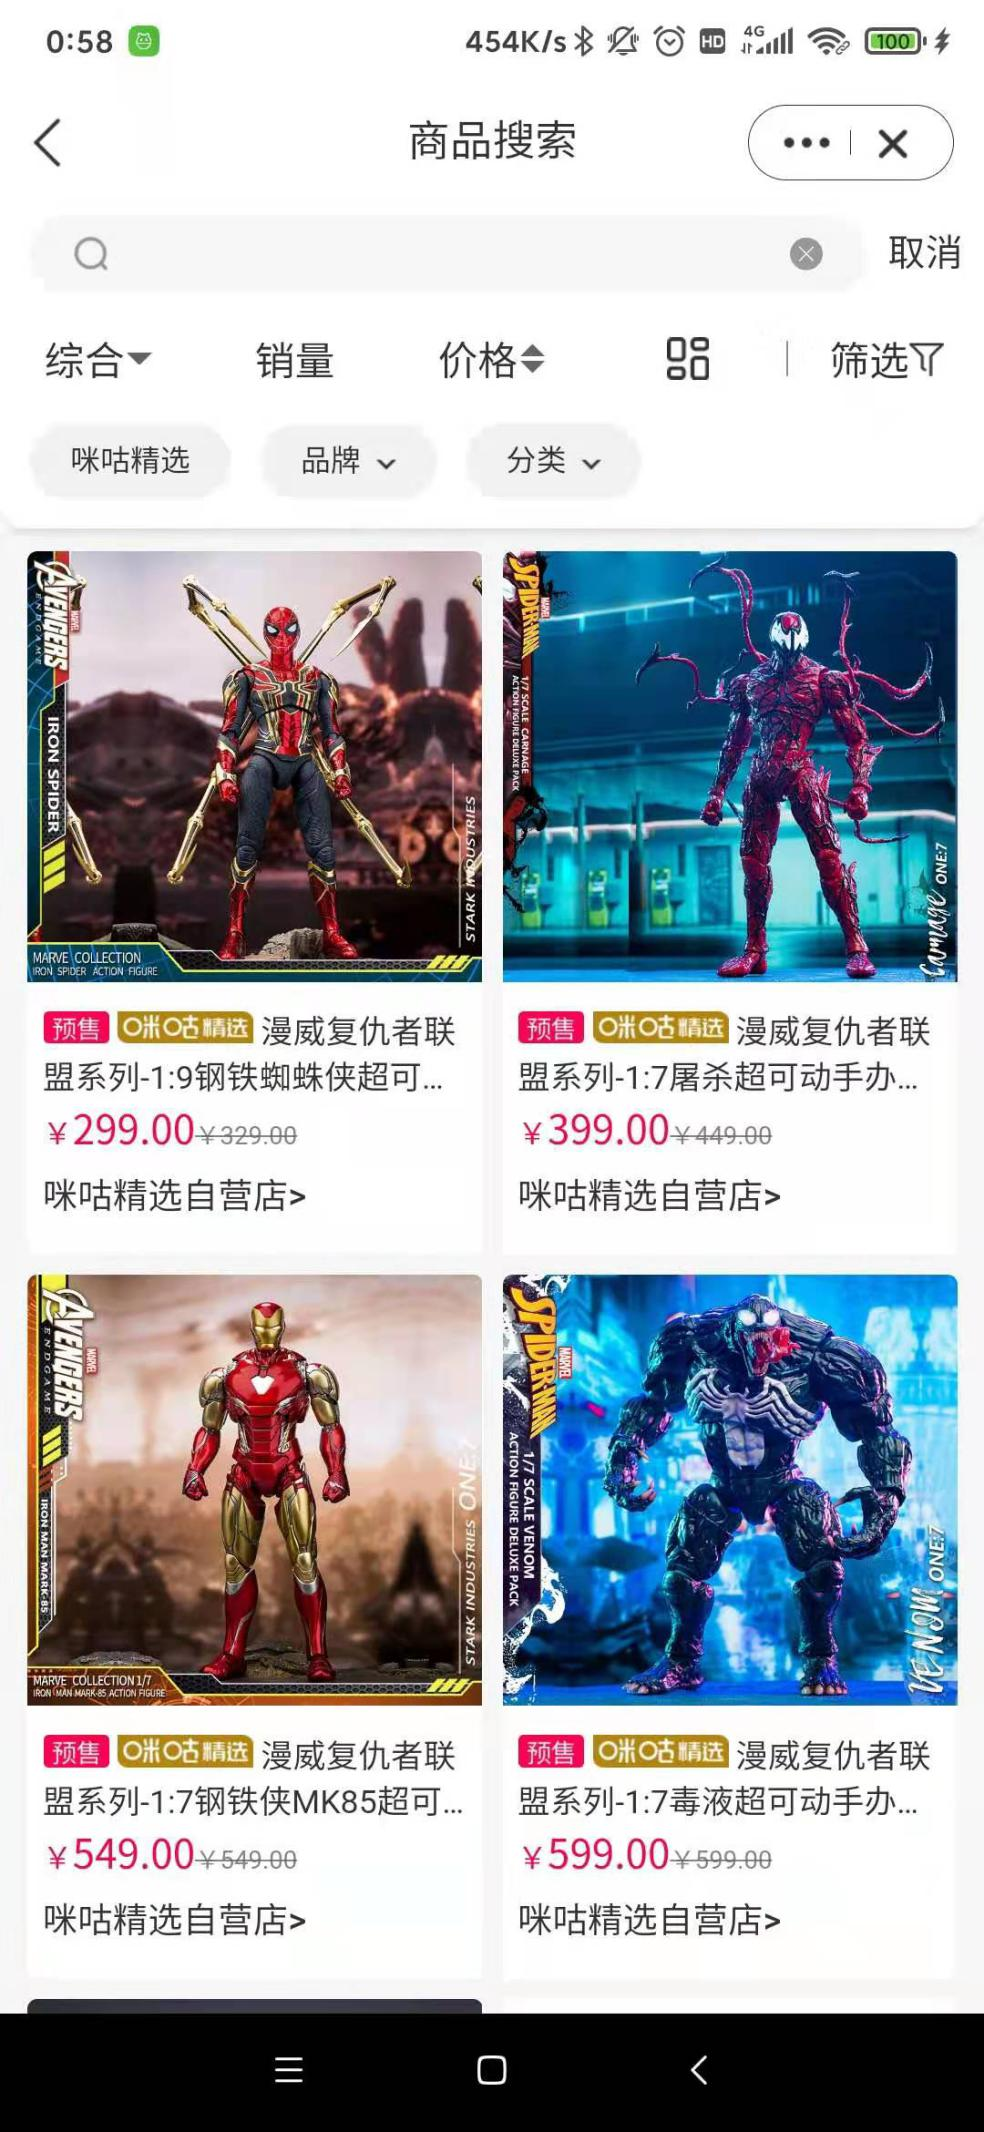 0:58
454K/s
HD
4G
100
商品搜索
取消
综合
销量
价格
筛选
咪咕精选
品牌
分类
AVENGERS
ENDGAME
MARVEL
IRON SPIDER
STARK INDUSTRIES
MARVE COLLECTION
IRON SPIDER ACTION FIGURE
SPIDER-MAN
MARVEL
1/7 SCALE CARNAGE
ACTION FIGURE DELUXE PACK
Carnage ONE:7
预售 咪咕精选 漫威复仇者联
盟系列-1:9钢铁蜘蛛侠超可...
￥299.00￥329.00
咪咕精选自营店>
预售 咪咕精选 漫威复仇者联
盟系列-1:7屠杀超可动手办...
￥399.00￥449.00
咪咕精选自营店>
AVENGERS
ENDGAME
MARVEL
IRON MAN MARK-85
STARK INDUSTRIES ONE:7
MARVE COLLECTION 1/7
IRON MAN MARK-85 ACTION FIGURE
SPIDER-MAN
MARVEL
1/7 SCALE VENOM
ACTION FIGURE DELUXE PACK
VENOM ONE:7
预售 咪咕精选 漫威复仇者联
盟系列-1:7钢铁侠MK85超可...
￥549.00￥549.00
咪咕精选自营店>
预售 咪咕精选 漫威复仇者联
盟系列-1:7毒液超可动手办...
￥599.00￥599.00
咪咕精选自营店>